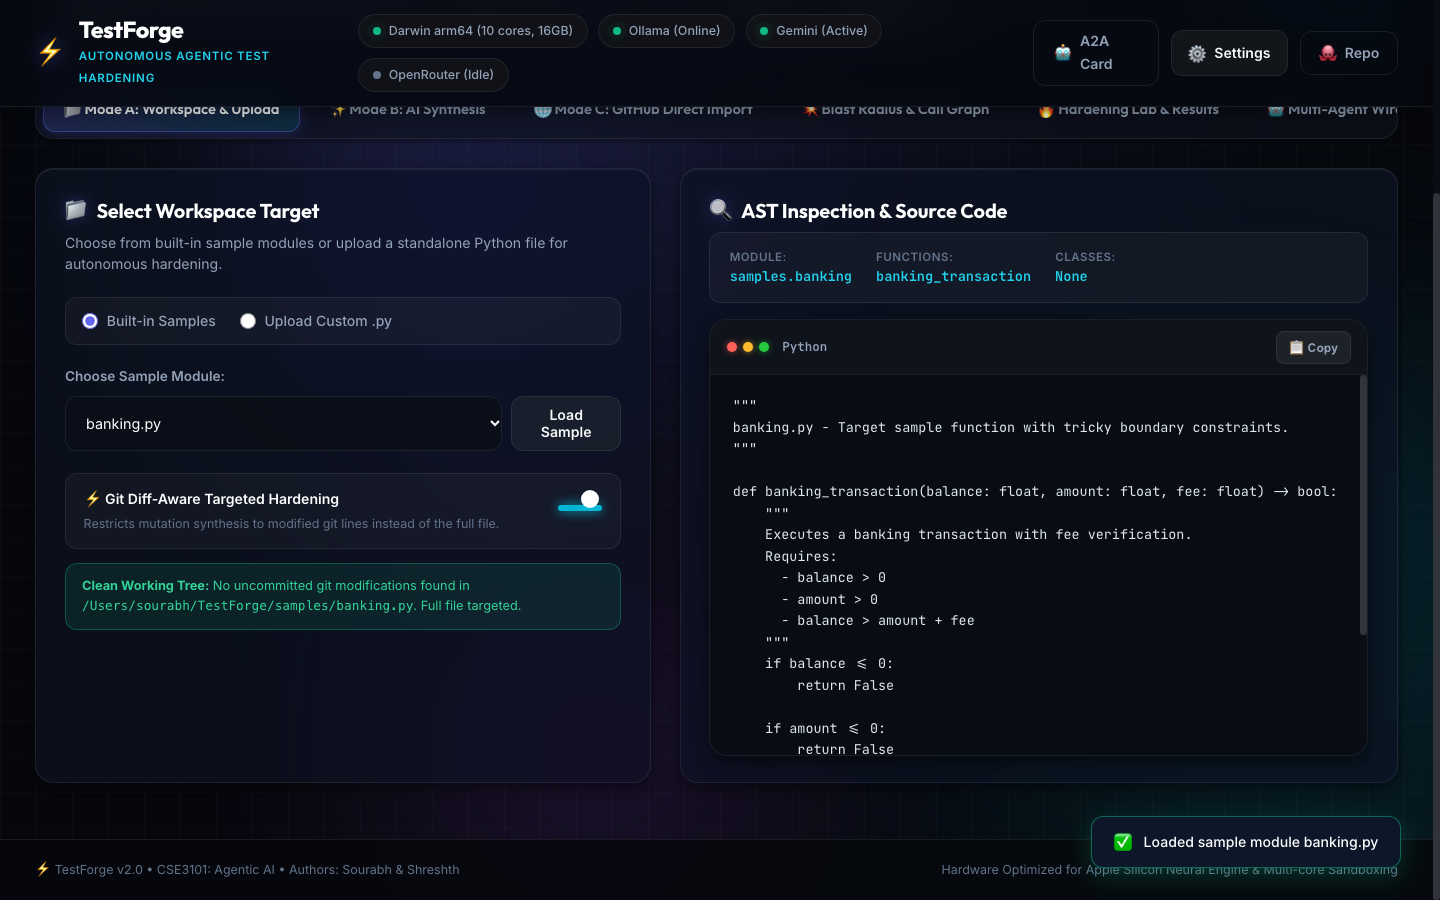 TestForge
AUTONOMOUS AGENTIC TEST
HARDENING
Darwin arm64 (10 cores, 16GB)
Ollama (Online)
Gemini (Active)
OpenRouter (Idle)
A2A
Card
Settings
Repo
Mode A: Workspace & Upload
Mode B: AI Synthesis
Mode C: GitHub Direct Import
Blast Radius & Call Graph
Hardening Lab & Results
Multi-Agent Wir
Select Workspace Target
Choose from built-in sample modules or upload a standalone Python file for
autonomous hardening.
Built-in Samples
Upload Custom .py
Choose Sample Module:
banking.py
Load
Sample
Git Diff-Aware Targeted Hardening
Restricts mutation synthesis to modified git lines instead of the full file.
Clean Working Tree: No uncommitted git modifications found in
/Users/sourabh/TestForge/samples/banking.py. Full file targeted.
AST Inspection & Source Code
MODULE:
samples.banking
FUNCTIONS:
banking_transaction
CLASSES:
None
Python
Copy
"""
banking.py - Target sample function with tricky boundary constraints.
"""
def banking_transaction(balance: float, amount: float, fee: float) -> bool:
"""
Executes a banking transaction with fee verification.
Requires:
- balance > 0
- amount > 0
- balance > amount + fee
"""
if balance <= 0:
return False
if amount <= 0:
return False
Loaded sample module banking.py
TestForge v2.0 • CSE3101: Agentic AI • Authors: Sourabh & Shreshth
Hardware Optimized for Apple Silicon Neural Engine & Multi-core Sandboxing